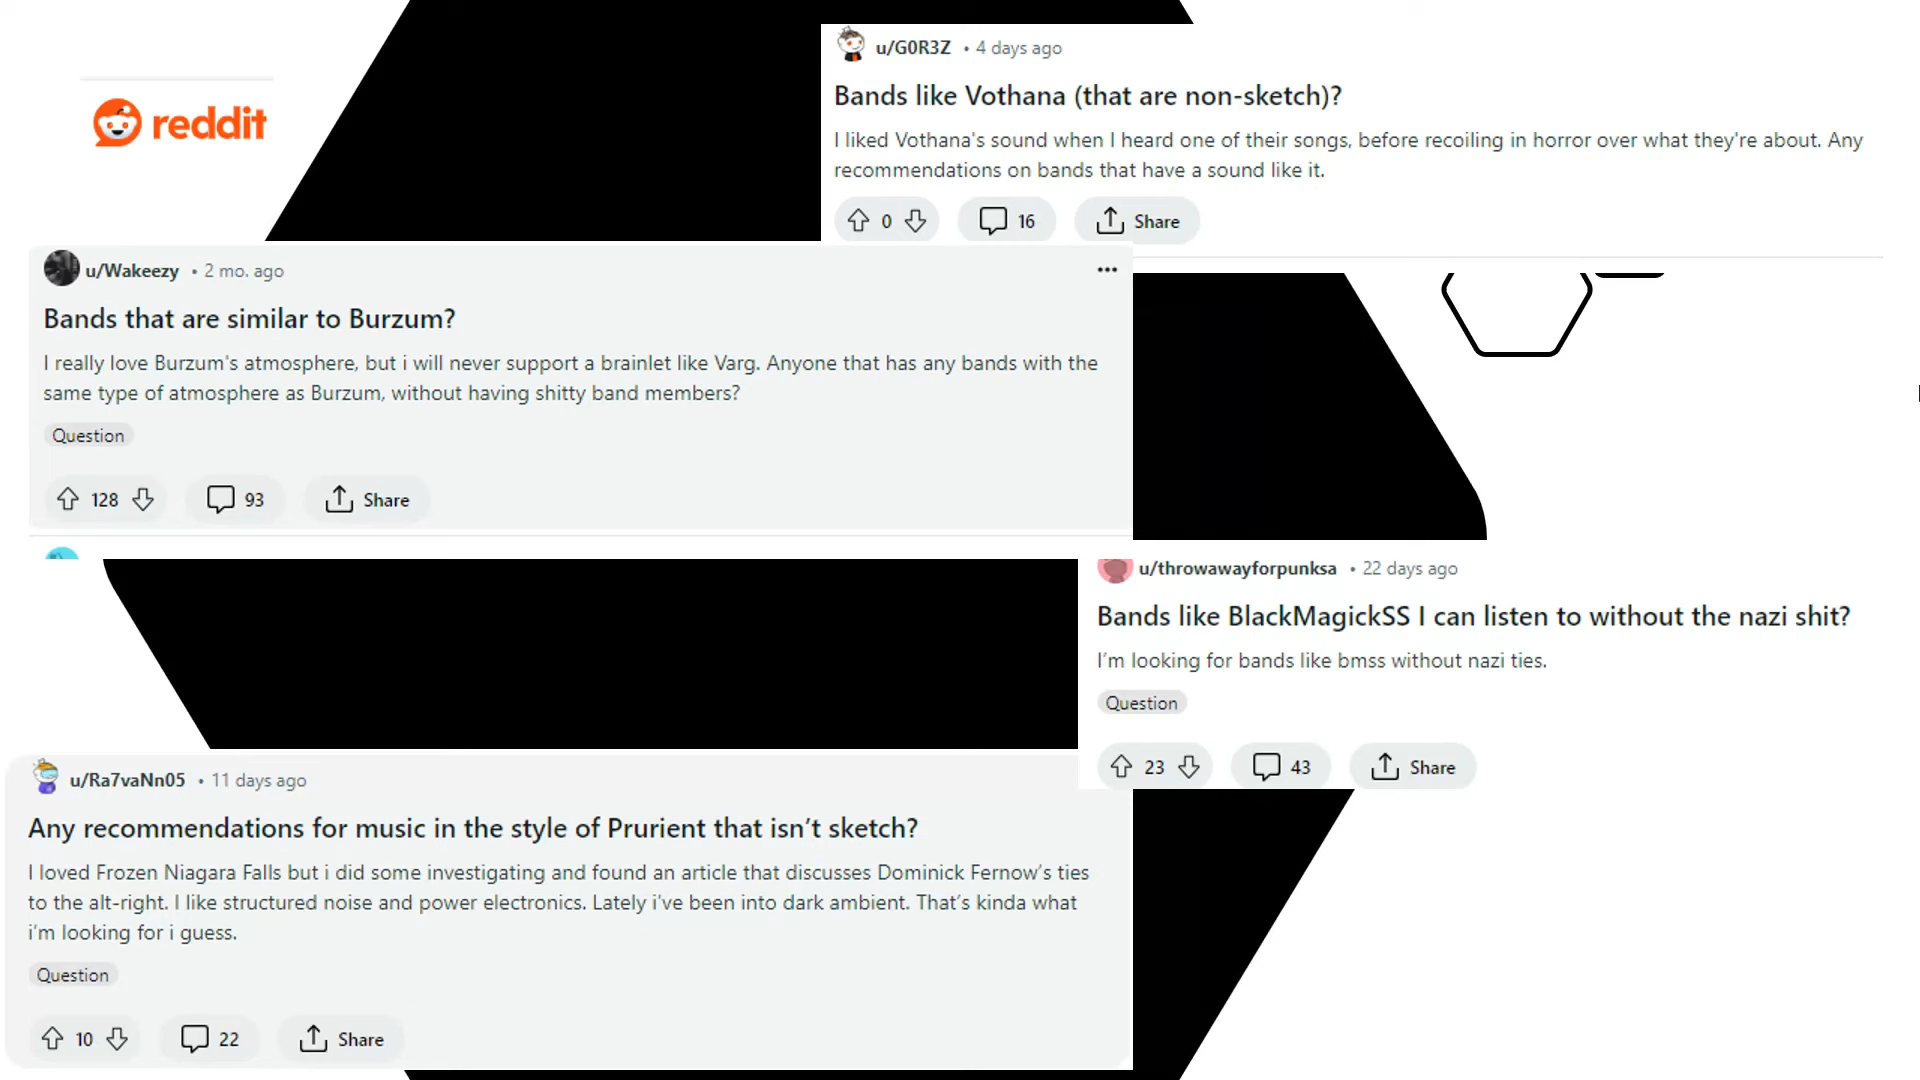 u/G0R3Z • 4 days ago
reddit
Bands like Vothana (that are non-sketch)?
I liked Vothana's sound when I heard one of their songs, before recoiling in horror over what they're about. Any
recommendations on bands that have a sound like it.
0 16 Share
u/Wakeezy • 2 mo. ago
Bands that are similar to Burzum?
I really love Burzum's atmosphere, but i will never support a brainlet like Varg. Anyone that has any bands with the
same type of atmosphere as Burzum, without having shitty band members?
Question
128 93 Share
u/throwawayforpunksa • 22 days ago
Bands like BlackMagickSS I can listen to without the nazi shit?
I’m looking for bands like bmss without nazi ties.
Question
23 43 Share
u/Ra7vaNn05 • 11 days ago
Any recommendations for music in the style of Prurient that isn’t sketch?
I loved Frozen Niagara Falls but i did some investigating and found an article that discusses Dominick Fernow’s ties
to the alt-right. I like structured noise and power electronics. Lately i’ve been into dark ambient. That’s kinda what
i’m looking for i guess.
Question
10 22 Share